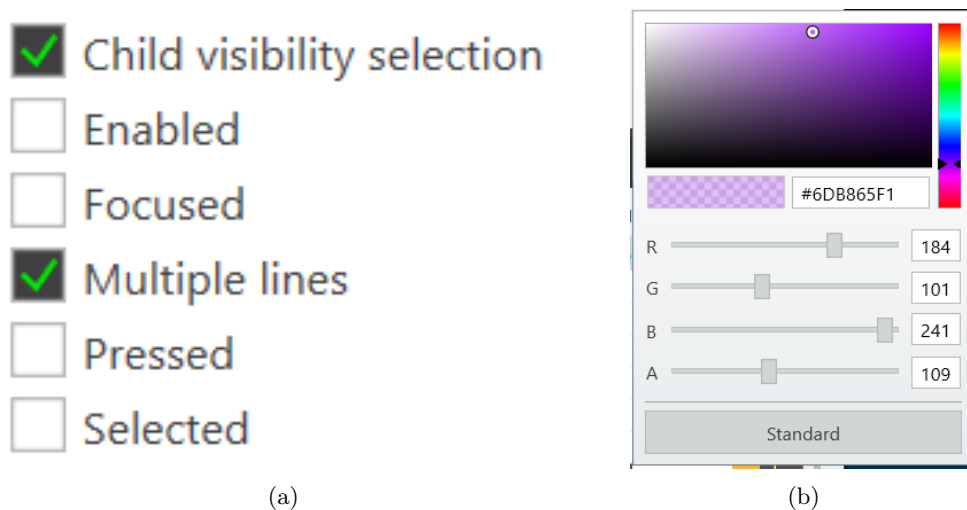 Child visibility selection
Enabled
Focused
Multiple lines
Pressed
Selected
(a)
#6DB865F1
R 184
G 101
B 241
A 109
Standard
(b)